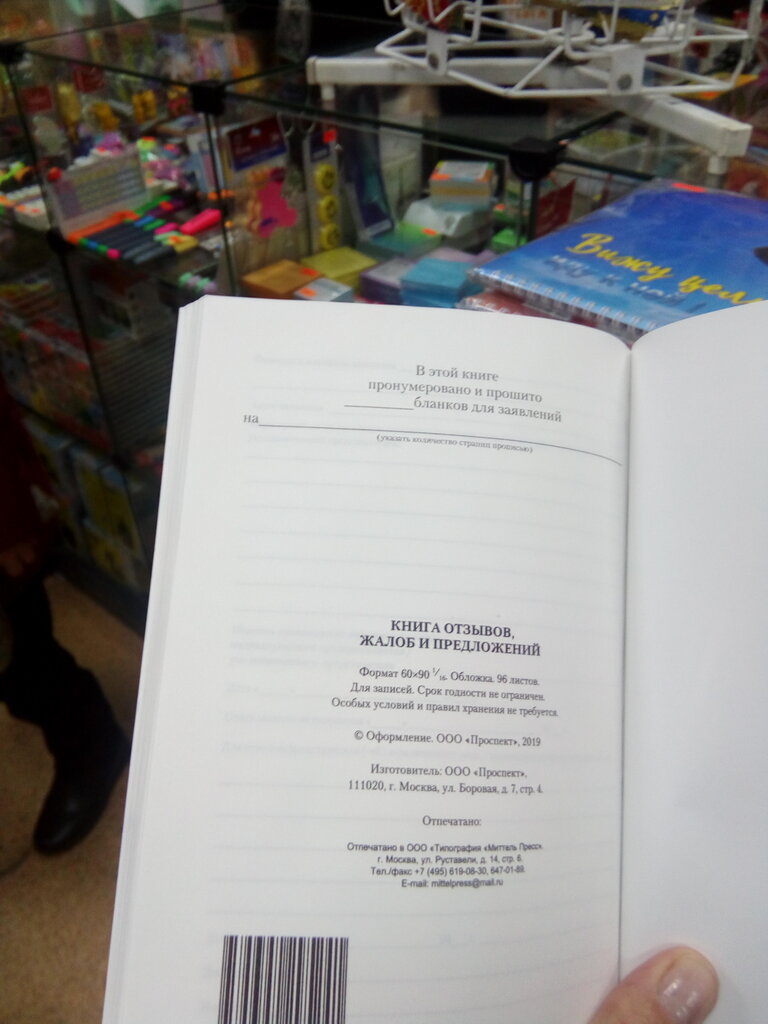 Вижу цель
В этой книге
пронумеровано и прошито
_________бланков для заявлений
на_______________________________________________
(указать количество страниц прописью)
КНИГА ОТЗЫВОВ,
ЖАЛОБ И ПРЕДЛОЖЕНИЙ
Формат 60×90 1/16. Обложка. 96 листов.
Для записей. Срок годности не ограничен.
Особых условий и правил хранения не требуется.
© Оформление. ООО «Проспект», 2019
Изготовитель: ООО «Проспект»,
111020, г. Москва, ул. Боровая, д. 7, стр. 4.
Отпечатано:
Отпечатано в ООО «Типография «Миттель Пресс».
г. Москва, ул. Руставели, д. 14, стр. 6.
Тел./факс +7 (495) 619-08-30, 647-01-89.
E-mail: mittelpress@mail.ru